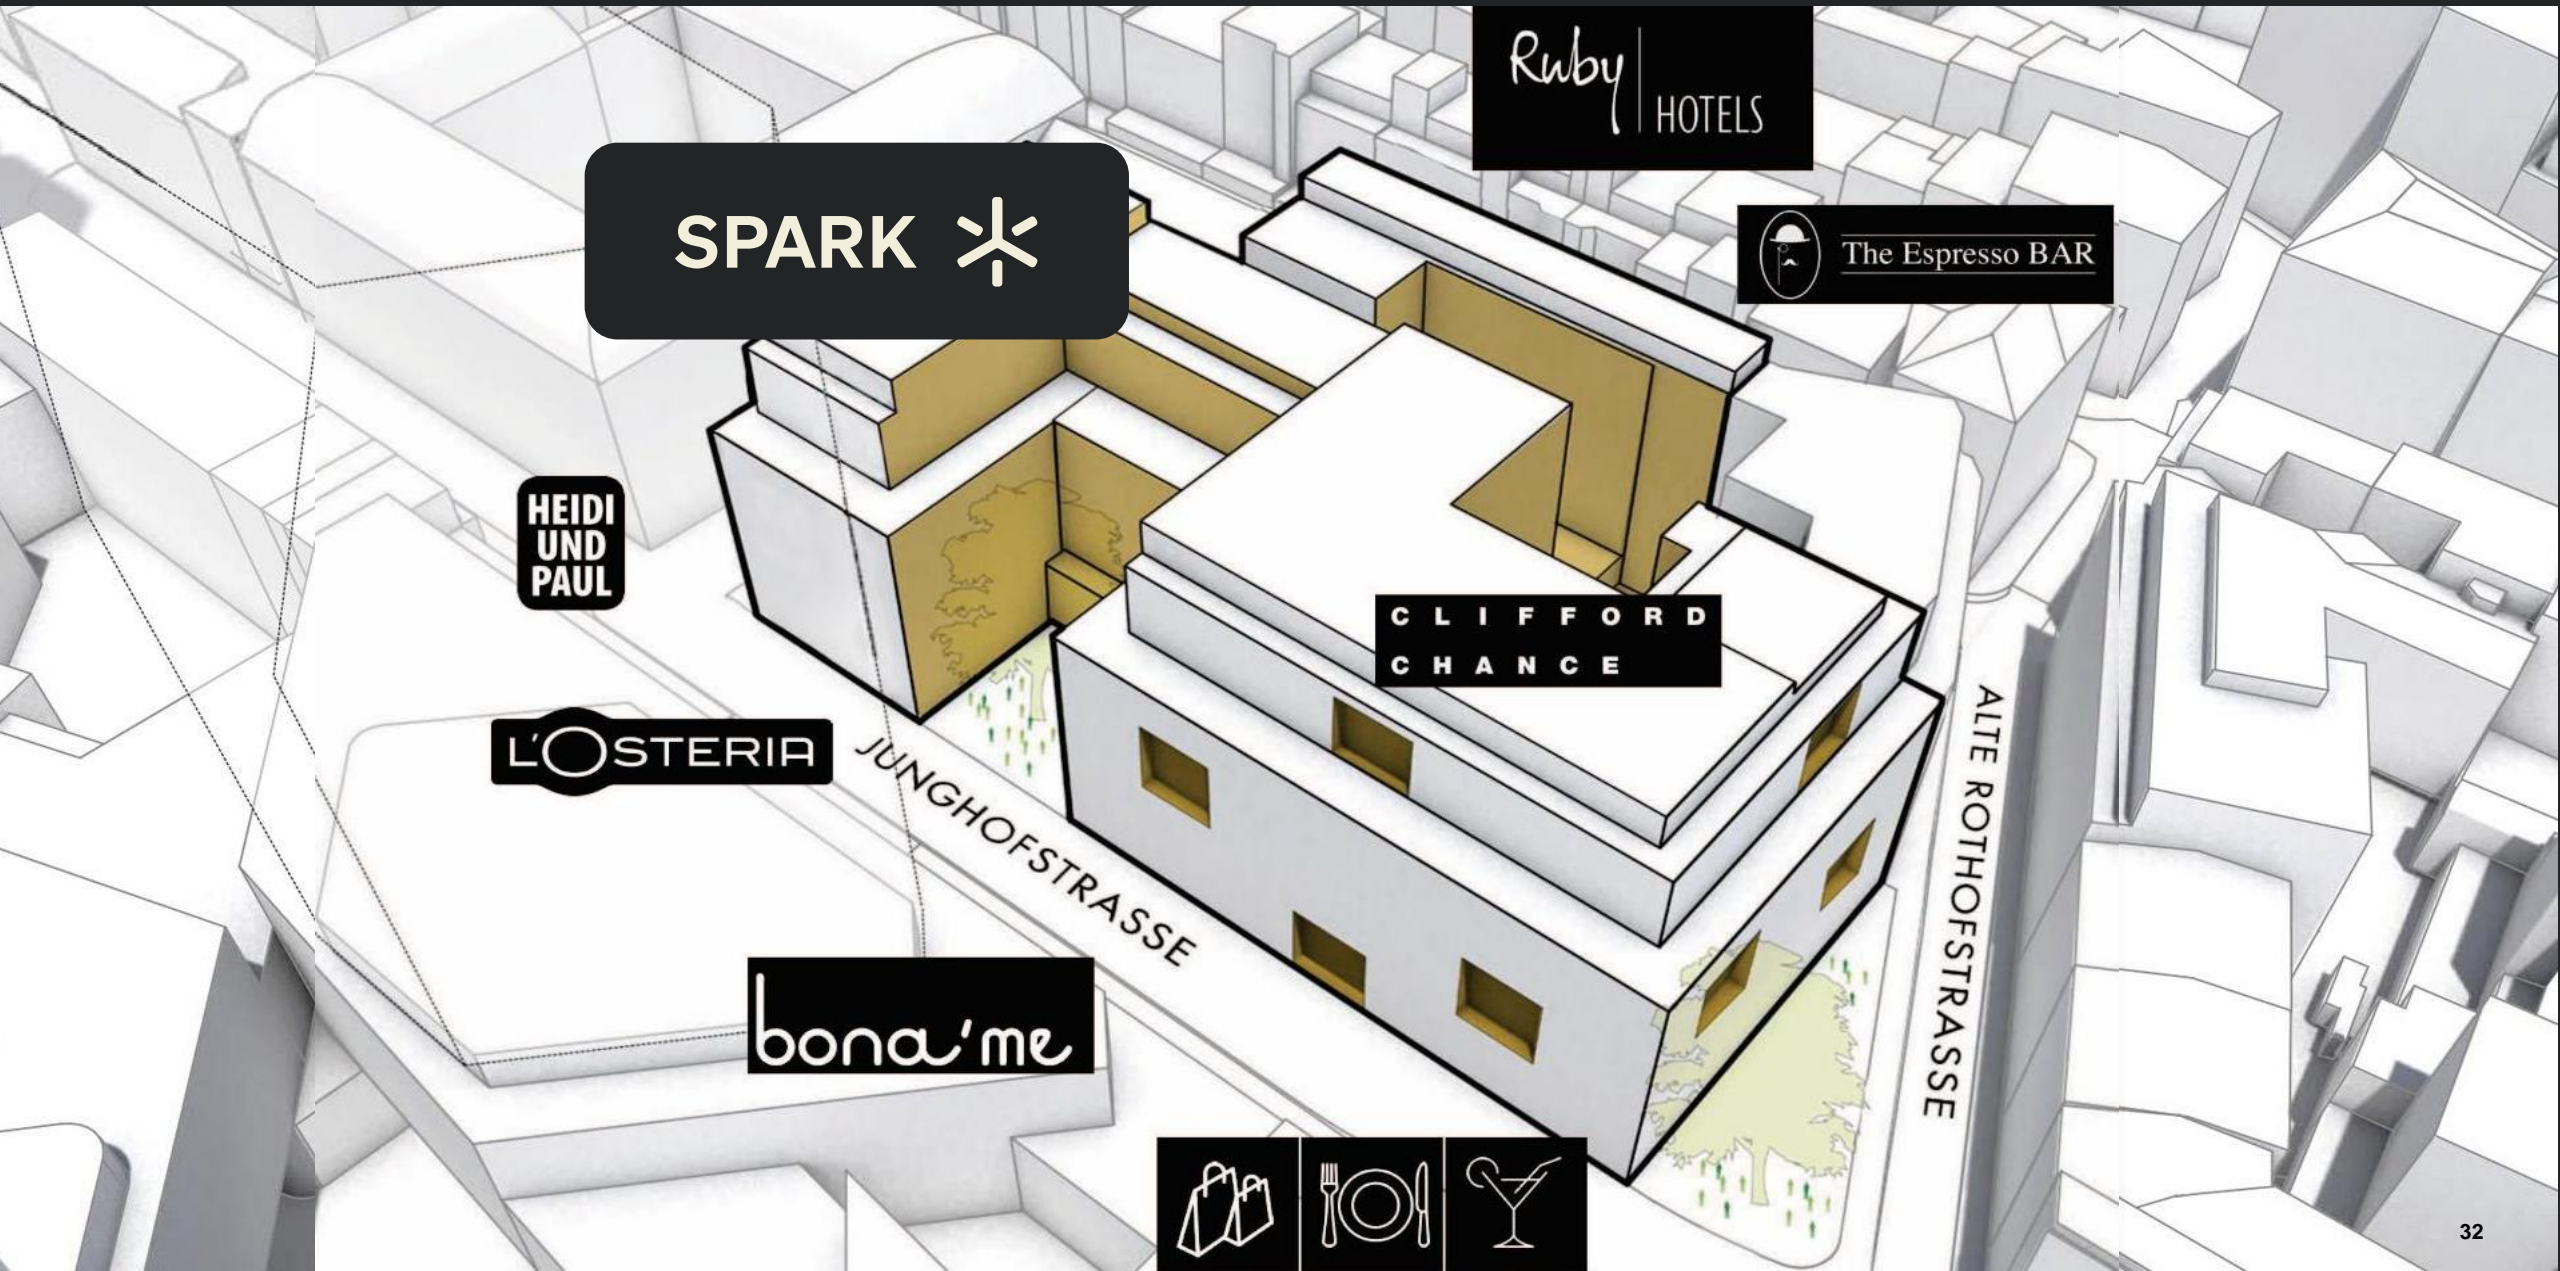 Ruby HOTELS
SPARK
The Espresso BAR
HEIDI
UND
PAUL
CLIFFORD
CHANCE
L'OSTERIA
JUNGHOFSTRASSE
ALTE ROTHOFSTRASSE
bona'me
32